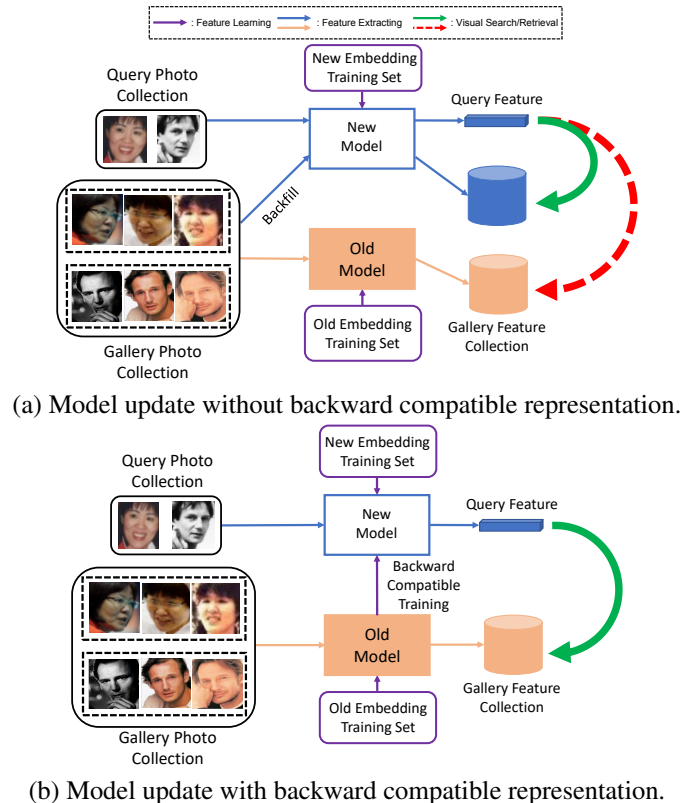 : Feature Learning : Feature Extracting : Visual Search/Retrieval
New Embedding
Training Set
Query Photo
Collection
New
Model
Query Feature
Backfill
Old
Model
Old Embedding
Training Set
Gallery Feature
Collection
Gallery Photo
Collection
(a) Model update without backward compatible representation.
New Embedding
Training Set
Query Photo
Collection
New
Model
Query Feature
Backward
Compatible
Training
Old
Model
Old Embedding
Training Set
Gallery Feature
Collection
Gallery Photo
Collection
(b) Model update with backward compatible representation.